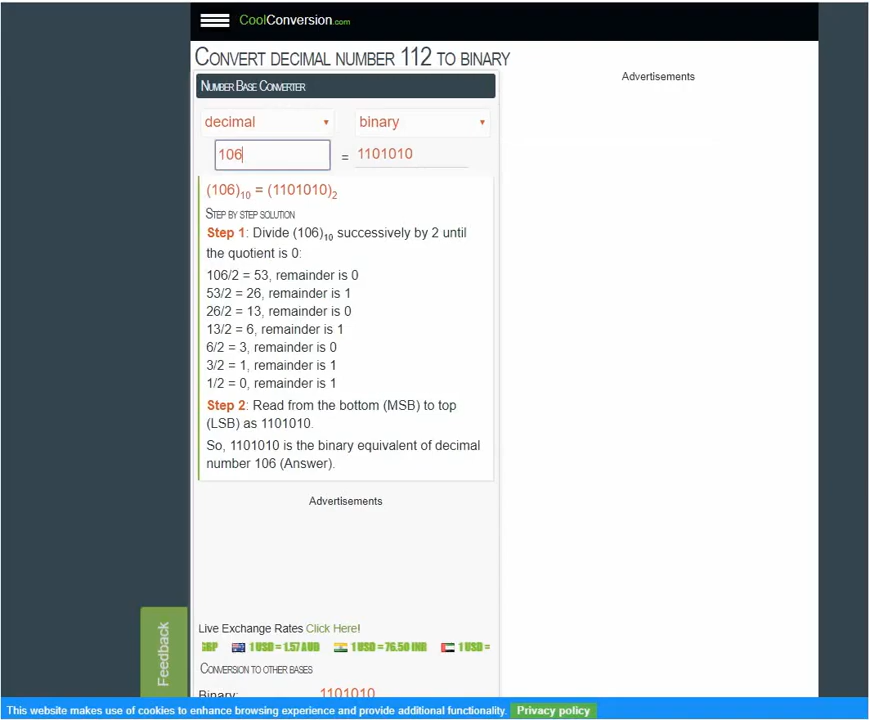 CoolConversion.com
Convert decimal number 112 to binary
Number Base Converter
decimal ▾ binary ▾
106 = 1101010
(106)₁₀ = (1101010)₂
Step by step solution
Step 1: Divide (106)₁₀ successively by 2 until
the quotient is 0:
106/2 = 53, remainder is 0
53/2 = 26, remainder is 1
26/2 = 13, remainder is 0
13/2 = 6, remainder is 1
6/2 = 3, remainder is 0
3/2 = 1, remainder is 1
1/2 = 0, remainder is 1
Step 2: Read from the bottom (MSB) to top
(LSB) as 1101010.
So, 1101010 is the binary equivalent of decimal
number 106 (Answer).
Advertisements
Live Exchange Rates Click Here!
GBP 1 USD = 1.57 AUD 1 USD = 76.50 INR 1 USD =
Conversion to other bases
Binary: 1101010
Advertisements
Feedback
This website makes use of cookies to enhance browsing experience and provide additional functionality. Privacy policy